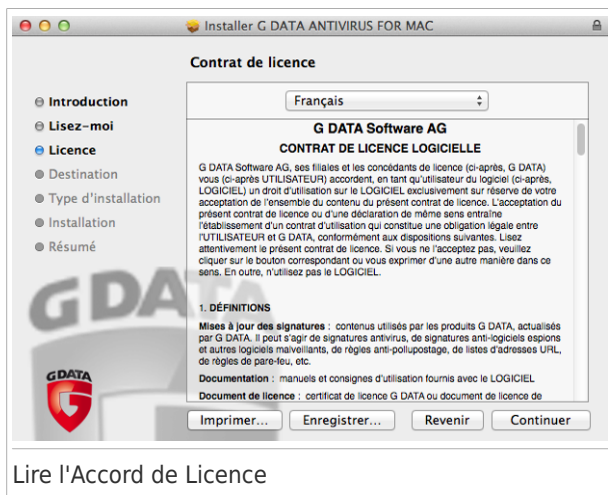 Installer G DATA ANTIVIRUS FOR MAC
Contrat de licence
Introduction
Lisez-moi
Licence
Destination
Type d'installation
Installation
Résumé
Français
G DATA Software AG
CONTRAT DE LICENCE LOGICIELLE
G DATA Software AG, ses filiales et les concédants de licence (ci-après, G DATA)
vous (ci-après UTILISATEUR) accordent, en tant qu'utilisateur du logiciel (ci-après,
LOGICIEL) un droit d'utilisation sur le LOGICIEL exclusivement sur réserve de votre
acceptation de l'ensemble du contenu du présent contrat de licence. L'acceptation du
présent contrat de licence ou d'une déclaration de même sens entraîne
l'établissement d'un contrat d'utilisation qui constitue une obligation légale entre
l'UTILISATEUR et G DATA, conformément aux dispositions suivantes. Lisez
attentivement le présent contrat de licence. Si vous ne l'acceptez pas, veuillez
cliquer sur le bouton correspondant ou vous exprimer d'une autre manière dans ce
sens. En outre, n'utilisez pas le LOGICIEL.
1. DÉFINITIONS
Mises à jour des signatures : contenus utilisés par les produits G DATA, actualisés
par G DATA. Il peut s'agir de signatures antivirus, de signatures anti-logiciels espions
et autres logiciels malveillants, de règles anti-pollupostage, de listes d'adresses URL,
de règles de pare-feu, etc.
Documentation : manuels et consignes d'utilisation fournis avec le LOGICIEL
Document de licence : certificat de licence G DATA ou document de licence de
GDATA
GDATA
Imprimer...
Enregistrer...
Revenir
Continuer
Lire l'Accord de Licence